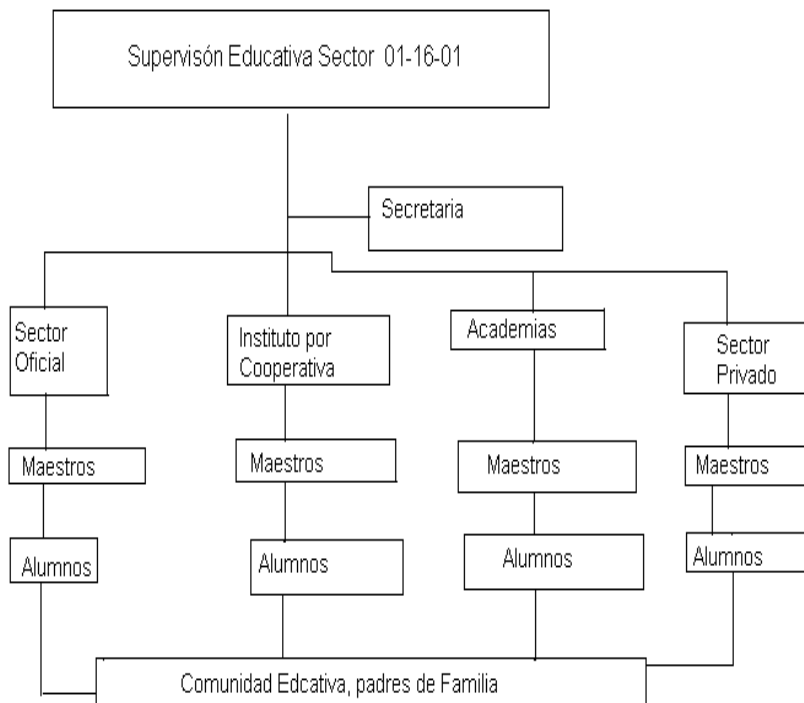 Supervisón Educativa Sector 01-16-01
Secretaria
Sector
Oficial
Instituto por
Cooperativa
Academias
Sector
Privado
Maestros
Maestros
Maestros
Maestros
Alumnos
Alumnos
Alumnos
Alumnos
Comunidad Edcativa, padres de Familia